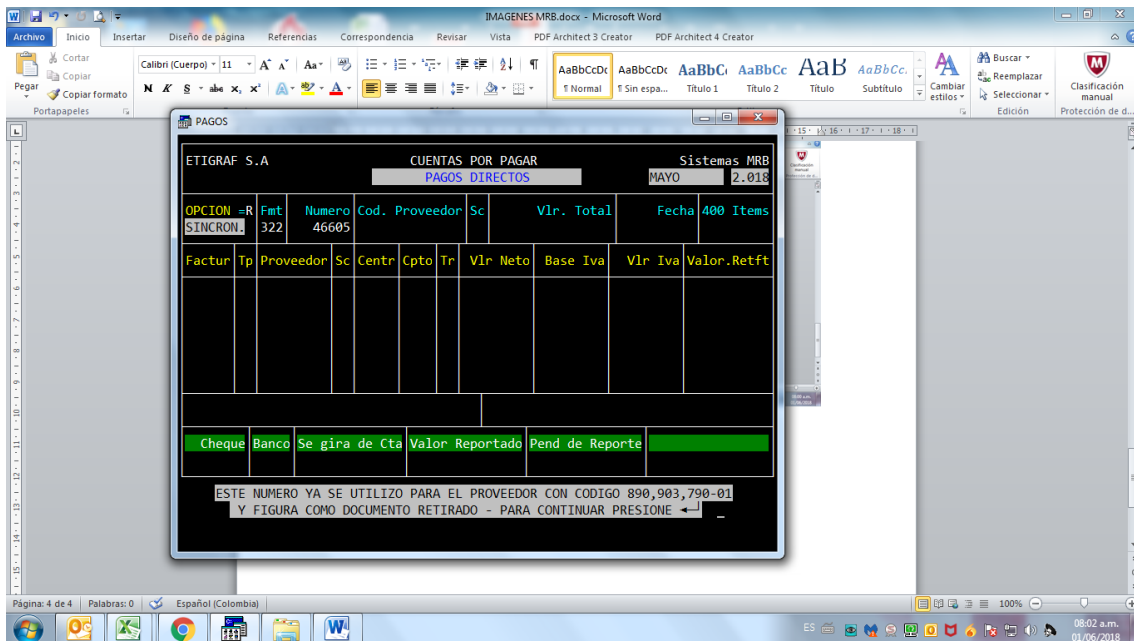 IMAGENES MRB.docx - Microsoft Word
Archivo Inicio Insertar Diseño de página Referencias Correspondencia Revisar Vista PDF Architect 3 Creator PDF Architect 4 Creator
Pegar
Cortar
Copiar
Copiar formato
Portapapeles
Calibri (Cuerpo) 11
N K S abc x₂ x²
AaBbCcDc AaBbCcDc AaBbC AaBbCc AaB AaBbCc.
¶ Normal ¶ Sin espa... Título 1 Título 2 Título Subtítulo
Cambiar estilos
Buscar
Reemplazar
Seleccionar
Edición
Clasificación manual
Protección de d...
PAGOS
ETIGRAF S.A CUENTAS POR PAGAR Sistemas MRB
PAGOS DIRECTOS MAYO 2.018
OPCION =R Fmt Numero Cod. Proveedor Sc Vlr. Total Fecha 400 Items
SINCRON. 322 46605
Factur Tp Proveedor Sc Centr Cpto Tr Vlr Neto Base Iva Vlr Iva Valor.Retft
Cheque Banco Se gira de Cta Valor Reportado Pend de Reporte
ESTE NUMERO YA SE UTILIZO PARA EL PROVEEDOR CON CODIGO 890,903,790-01
Y FIGURA COMO DOCUMENTO RETIRADO - PARA CONTINUAR PRESIONE ◄┘ _
Página: 4 de 4 Palabras: 0 Español (Colombia) 100%
ES 08:02 a.m.
01/06/2018